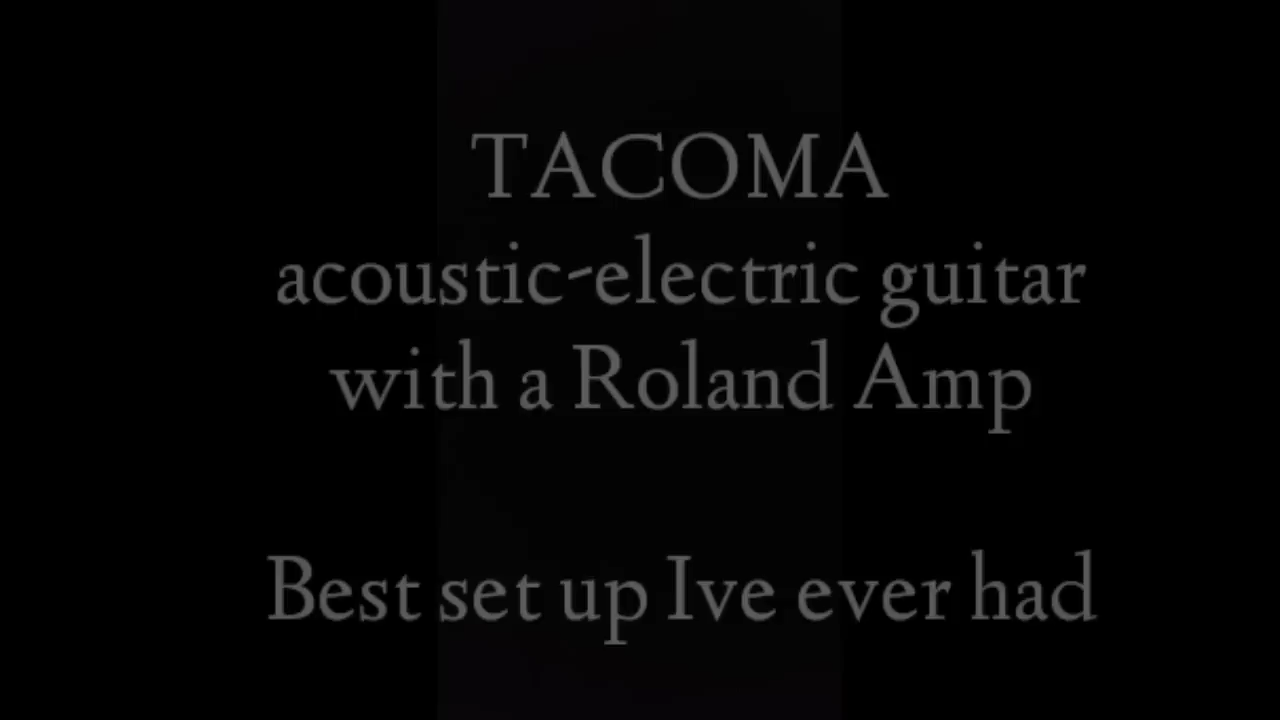 TACOMA
acoustic-electric guitar
with a Roland Amp
Best set up Ive ever had